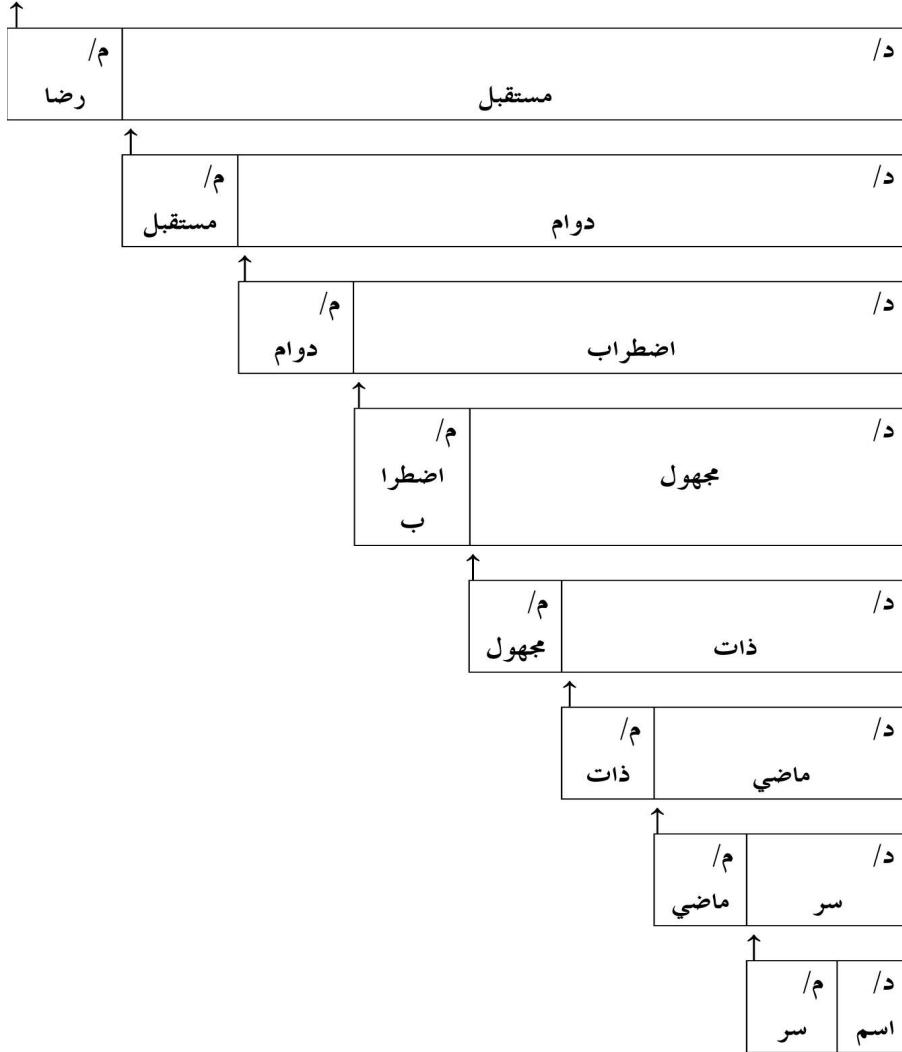 د/ م/
مستقبل رضا
د/ م/
دوام مستقبل
د/ م/
اضطراب دوام
د/ م/
مجهول اضطرا
ب
د/ م/
ذات مجهول
د/ م/
ماضي ذات
د/ م/
سر ماضي
د/ م/
اسم سر